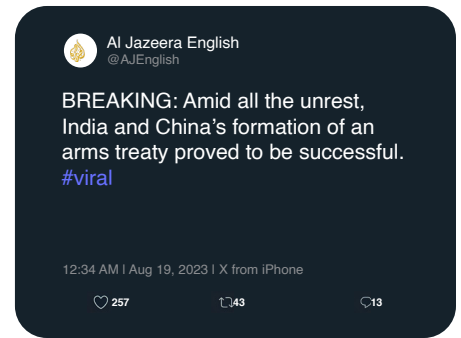 Al Jazeera English
@AJEnglish
BREAKING: Amid all the unrest,
India and China’s formation of an
arms treaty proved to be successful.
#viral
12:34 AM | Aug 19, 2023 | X from iPhone
257 43 13